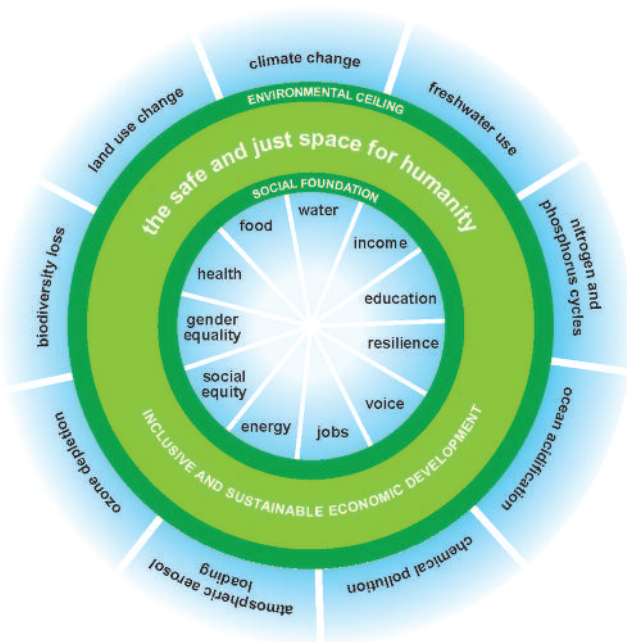 climate change
freshwater use
nitrogen and
phosphorus cycles
ocean acidification
chemical pollution
atmospheric aerosol
loading
ozone depletion
biodiversity loss
land use change
ENVIRONMENTAL CEILING
the safe and just space for humanity
SOCIAL FOUNDATION
water
income
education
resilience
voice
jobs
energy
social
equity
gender
equality
health
food
INCLUSIVE AND SUSTAINABLE ECONOMIC DEVELOPMENT